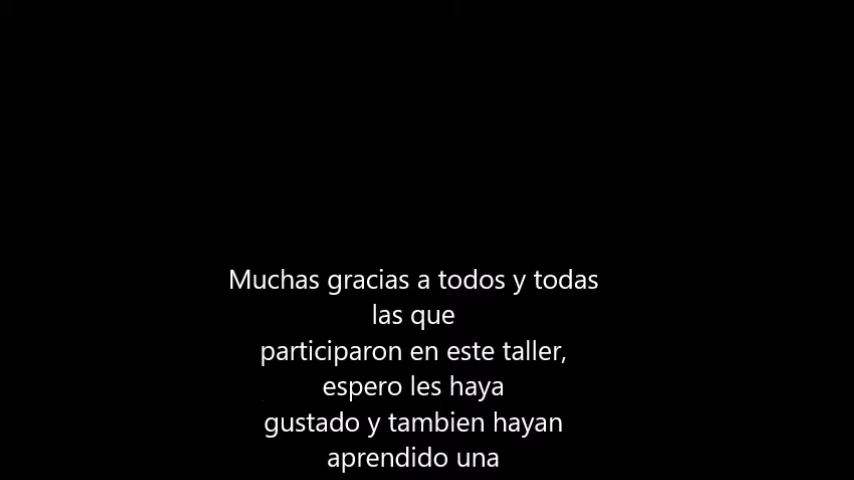 Muchas gracias a todos y todas
las que
participaron en este taller,
espero les haya
gustado y tambien hayan
aprendido una